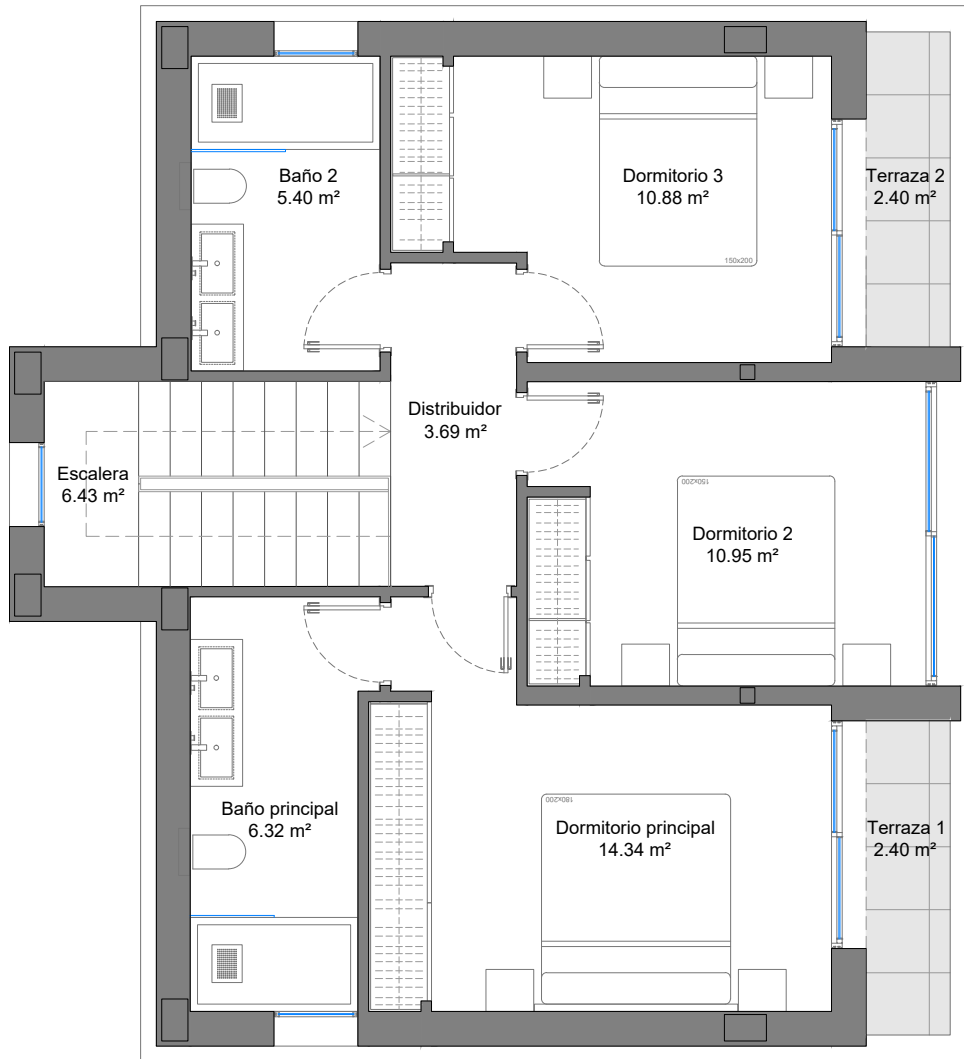 Baño 2
5.40 m²
Dormitorio 3
10.88 m²
Terraza 2
2.40 m²
150x200
Distribuidor
3.69 m²
Escalera
6.43 m²
150x200
Dormitorio 2
10.95 m²
180x200
Baño principal
6.32 m²
Dormitorio principal
14.34 m²
Terraza 1
2.40 m²